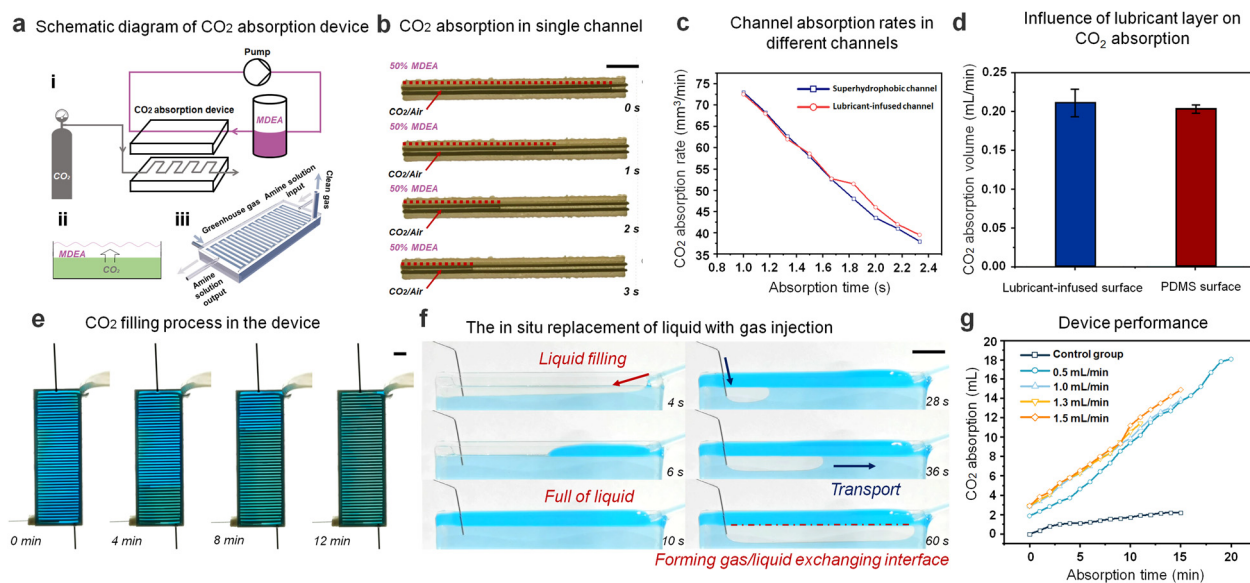 a Schematic diagram of CO2 absorption device
i
Pump
CO2 absorption device
MDEA
CO2
ii
MDEA
CO2
iii
Greenhouse gas
Amine solution
input
Clean gas
Amine
solution
output
b CO2 absorption in single channel
50% MDEA
CO2/Air
0 s
50% MDEA
CO2/Air
1 s
50% MDEA
CO2/Air
2 s
50% MDEA
CO2/Air
3 s
c Channel absorption rates in
different channels
CO2 absorption rate (mm³/min)
75
70
65
60
55
50
45
40
35
Superhydrophobic channel
Lubricant-infused channel
0.8 1.0 1.2 1.4 1.6 1.8 2.0 2.2 2.4
Absorption time (s)
d Influence of lubricant layer on
CO2 absorption
CO2 absorption volume (mL/min)
0.25
0.20
0.15
0.10
0.05
0.00
Lubricant-infused surface PDMS surface
e CO2 filling process in the device
0 min 4 min 8 min 12 min
f The in situ replacement of liquid with gas injection
Liquid filling
4 s
6 s
Full of liquid
10 s
28 s
36 s
Transport
60 s
Forming gas/liquid exchanging interface
g Device performance
CO2 absorption (mL)
20
18
16
14
12
10
8
6
4
2
0
Control group
0.5 mL/min
1.0 mL/min
1.3 mL/min
1.5 mL/min
0 5 10 15 20
Absorption time (min)